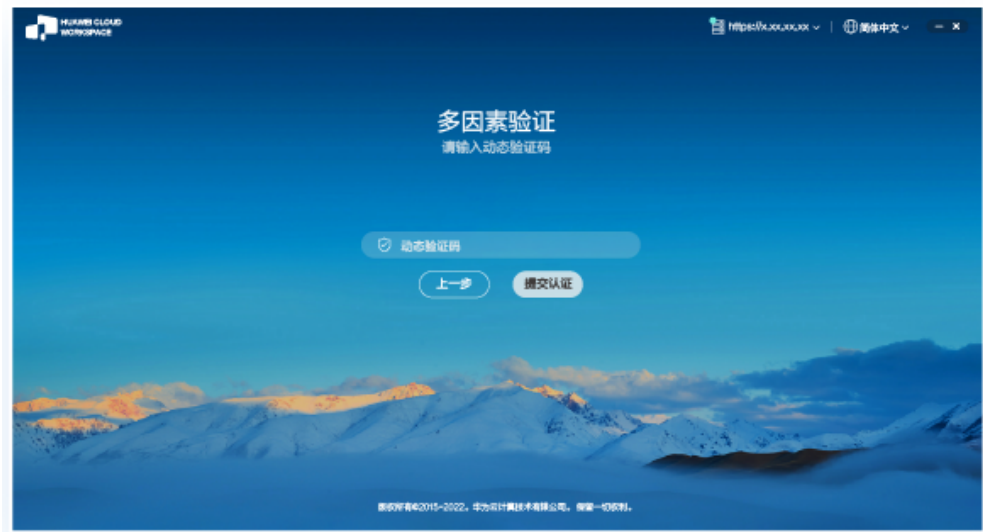 HUAWEI CLOUD
WORKSPACE
https://x.xx.xx.xx
简体中文
多因素验证
请输入动态验证码
动态验证码
上一步
提交认证
版权所有©2015-2022，华为云计算技术有限公司，保留一切权利。